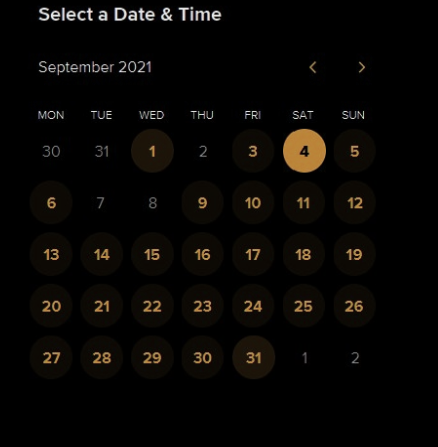 Select a Date & Time
September 2021
MON TUE WED THU FRI SAT SUN
30 31 1 2 3 4 5
6 7 8 9 10 11 12
13 14 15 16 17 18 19
20 21 22 23 24 25 26
27 28 29 30 31 1 2